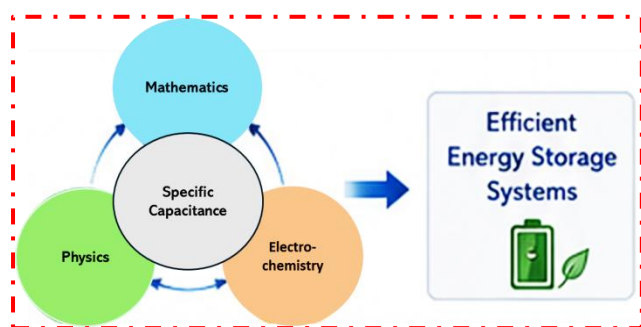 Mathematics
Specific
Capacitance
Physics
Electro-
chemistry
Efficient
Energy Storage
Systems